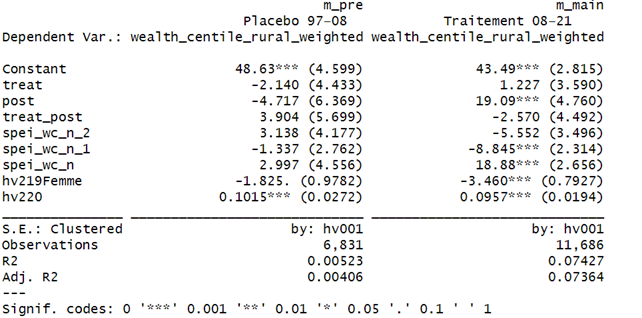 m_pre m_main
Placebo 97-08 Traitement 08-21
Dependent Var.: wealth_centile_rural_weighted wealth_centile_rural_weighted
Constant 48.63*** (4.599) 43.49*** (2.815)
treat -2.140 (4.433) 1.227 (3.590)
post -4.717 (6.369) 19.09*** (4.760)
treat_post 3.904 (5.699) -2.570 (4.492)
spei_wc_n_2 3.138 (4.177) -5.552 (3.496)
spei_wc_n_1 -1.337 (2.762) -8.845*** (2.314)
spei_wc_n 2.997 (4.556) 18.88*** (2.656)
hv219Femme -1.825. (0.9782) -3.460*** (0.7927)
hv220 0.1015*** (0.0272) 0.0957*** (0.0194)
_______________ _____________________________ _____________________________
S.E.: Clustered by: hv001 by: hv001
Observations 6,831 11,686
R2 0.00523 0.07427
Adj. R2 0.00406 0.07364
---
Signif. codes: 0 '***' 0.001 '**' 0.01 '*' 0.05 '.' 0.1 ' ' 1